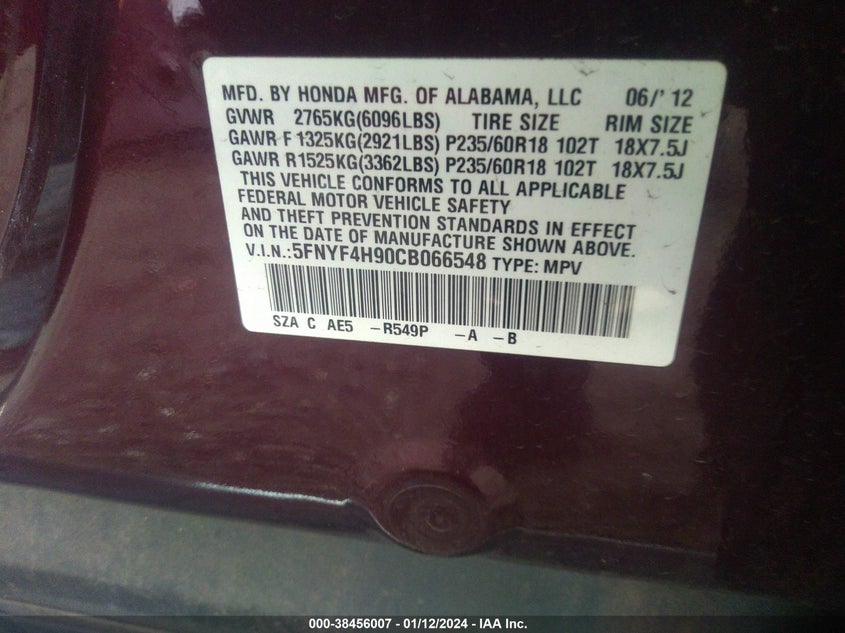 MFD. BY HONDA MFG. OF ALABAMA, LLC 06/' 12
GVWR 2765KG(6096LBS) TIRE SIZE RIM SIZE
GAWR F 1325KG(2921LBS) P235/60R18 102T 18X7.5J
GAWR R1525KG(3362LBS) P235/60R18 102T 18X7.5J
THIS VEHICLE CONFORMS TO ALL APPLICABLE
FEDERAL MOTOR VEHICLE SAFETY
AND THEFT PREVENTION STANDARDS IN EFFECT
ON THE DATE OF MANUFACTURE SHOWN ABOVE.
V.I.N.:5FNYF4H90CB066548 TYPE: MPV
SZA C AE5 -R549P -A -B
000-38456007 - 01/12/2024 - IAA Inc.